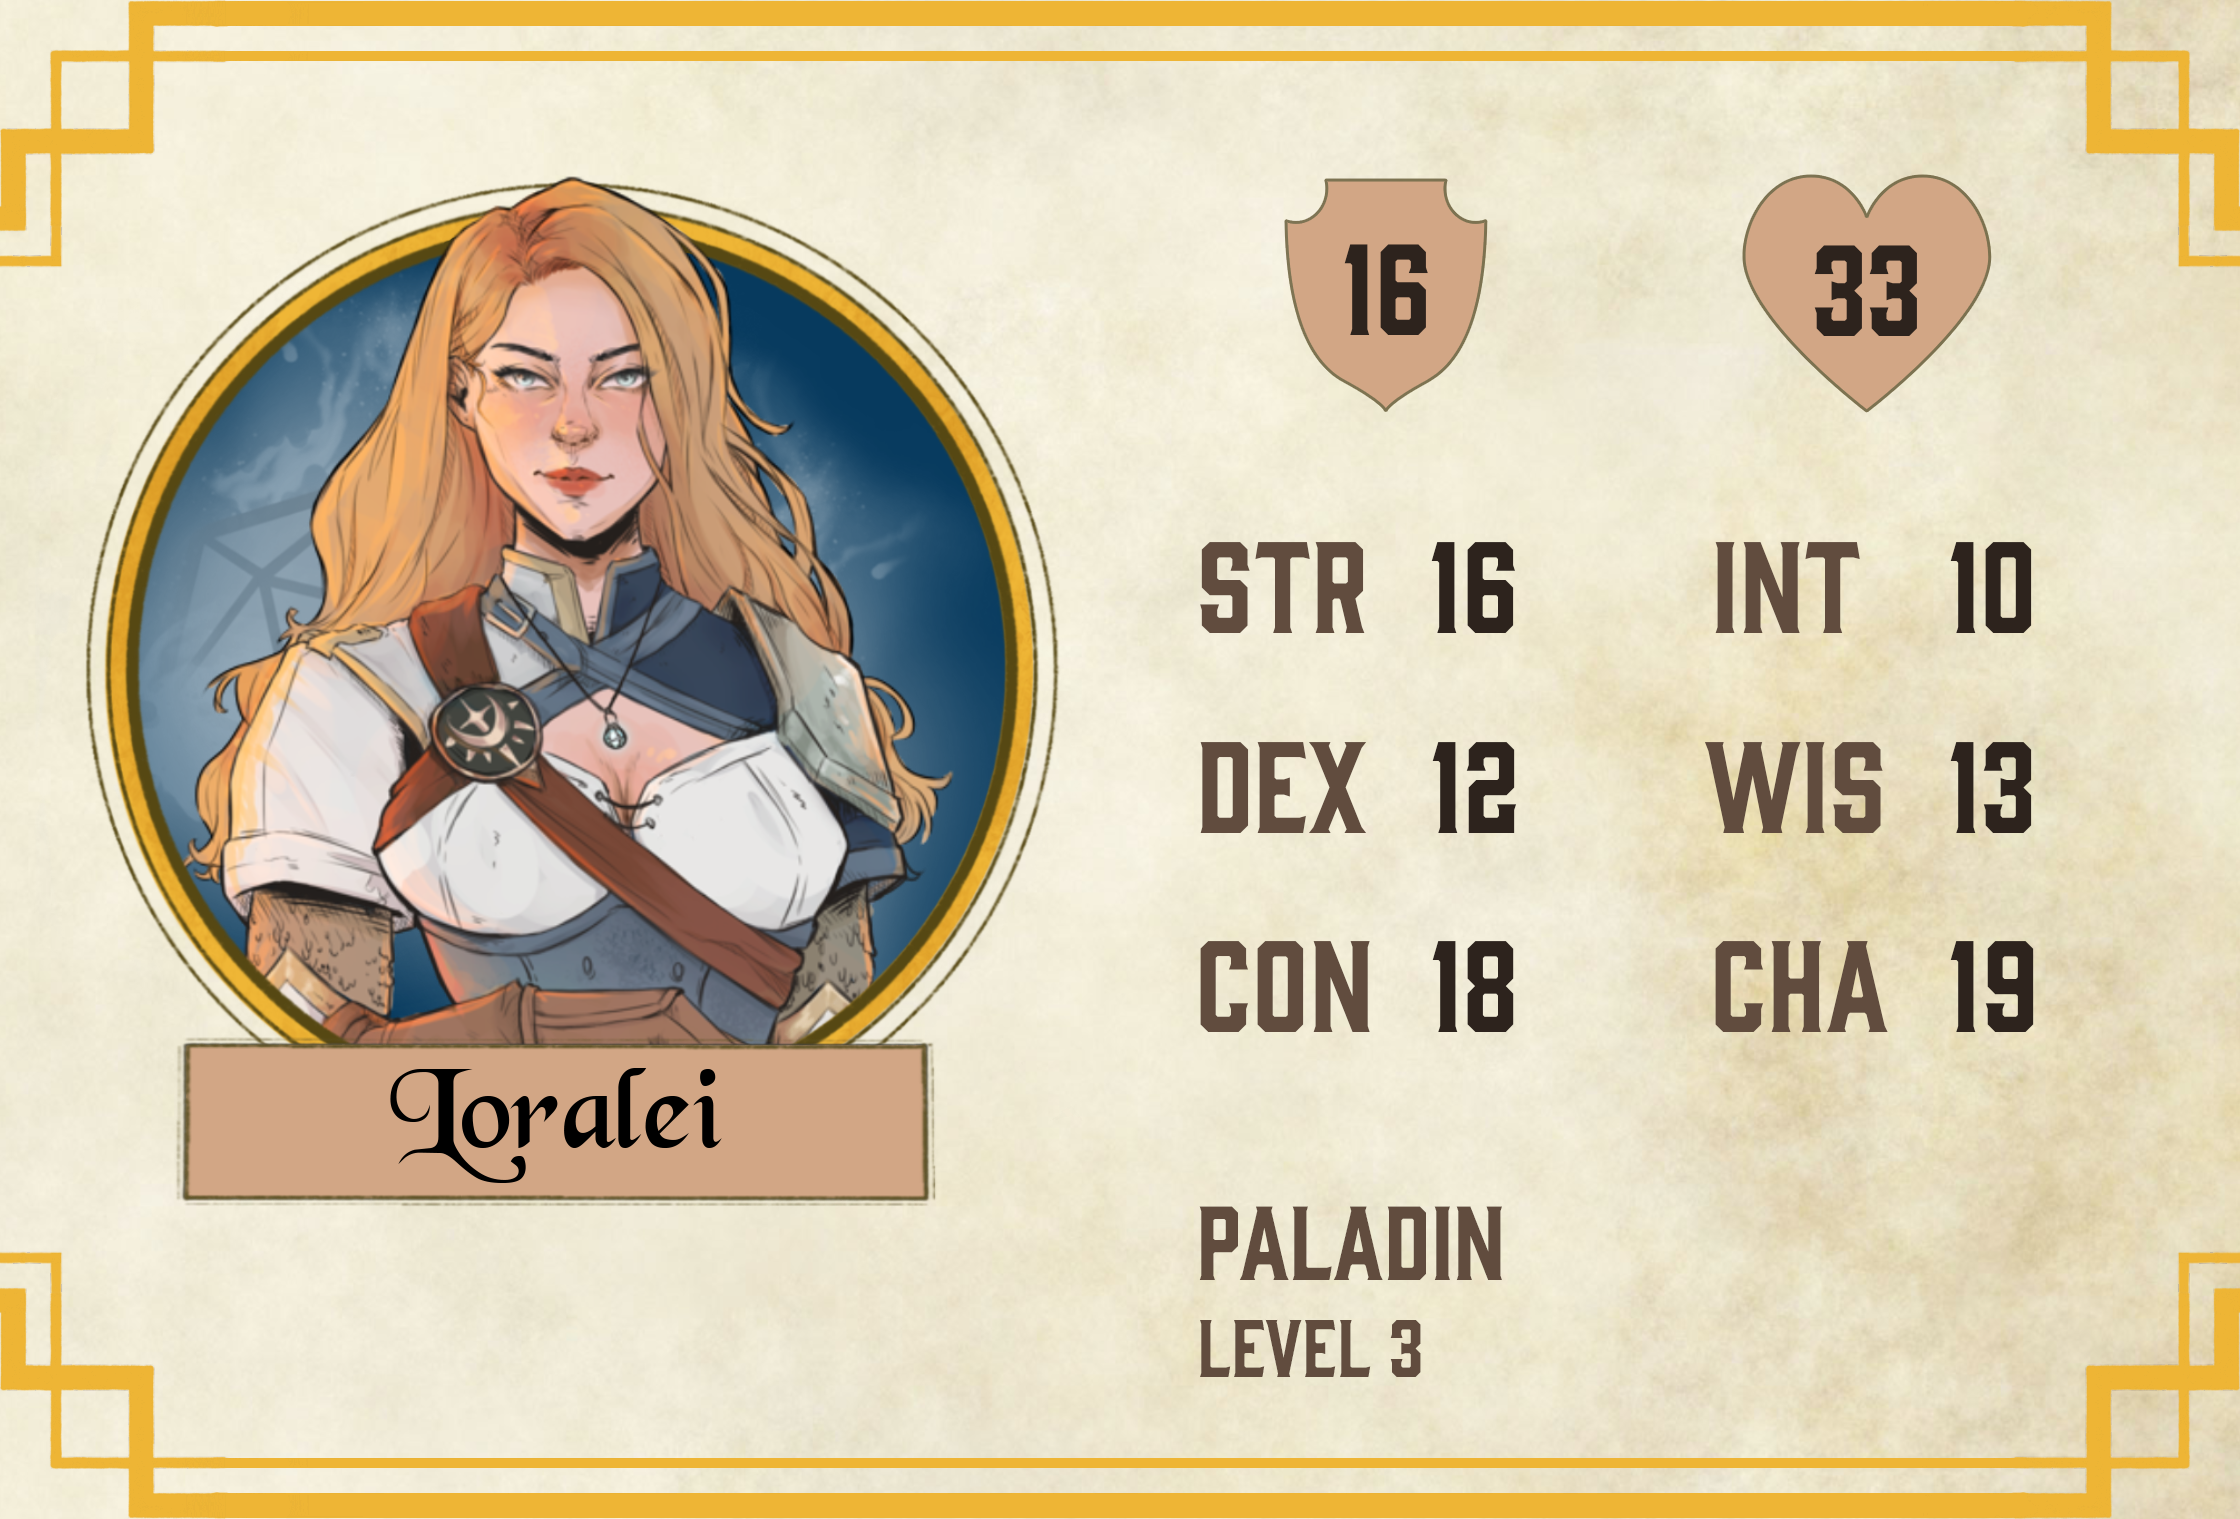 16 33
STR 16 INT 10
DEX 12 WIS 13
CON 18 CHA 19
Loralei
PALADIN
LEVEL 3